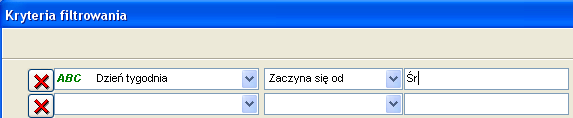 Kryteria filtrowania
ABC Dzień tygodnia Zaczyna się od Śr